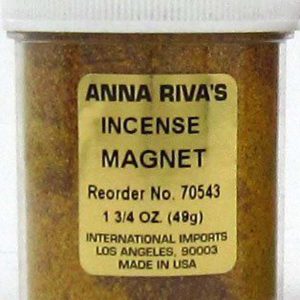 ANNA RIVA'S
INCENSE
MAGNET
Reorder No. 70543
1 3/4 OZ. (49g)
INTERNATIONAL IMPORTS
LOS ANGELES, 90003
MADE IN USA